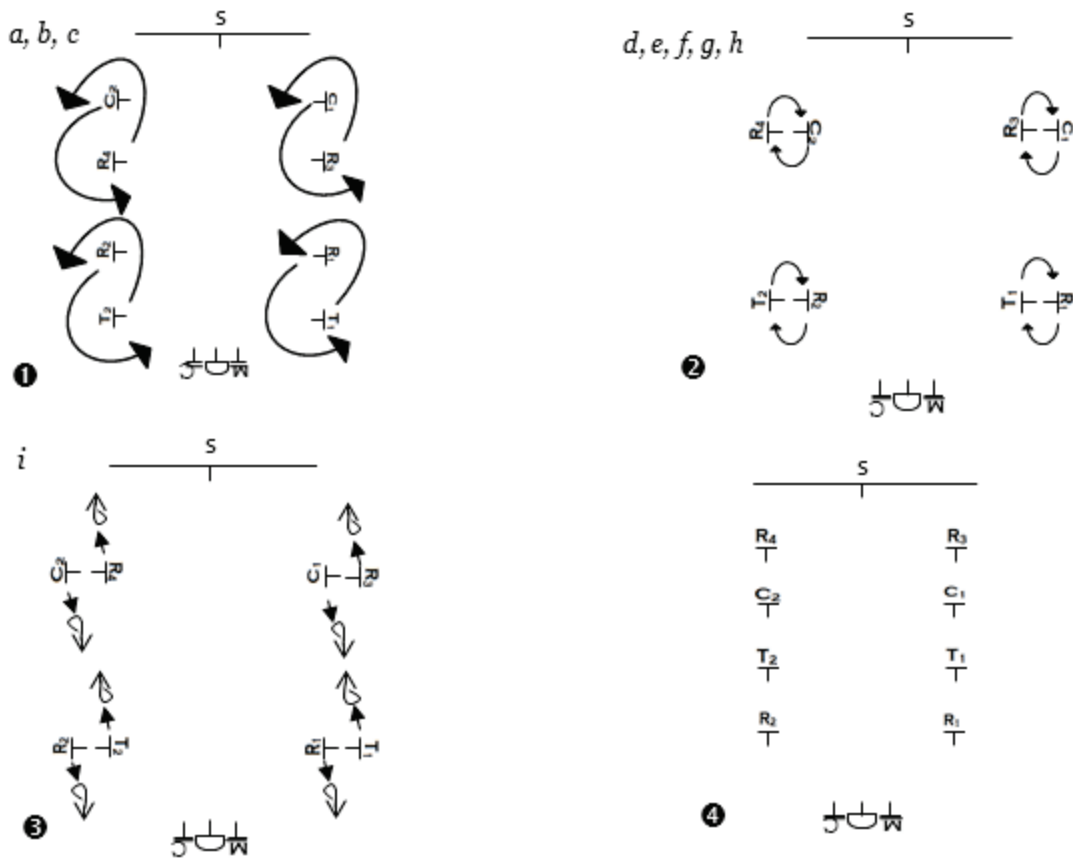 a, b, c
S
C2 C1
R4 R3
R2 R1
T2 T1
C M
1
d, e, f, g, h
S
R4 C2 R3 C1
T2 R2 T1 R1
2
C M
i
S
C2 R4 C1 R3
R2 T2 R1 T1
3
C M
S
R4 R3
C2 C1
T2 T1
R2 R1
4
C M